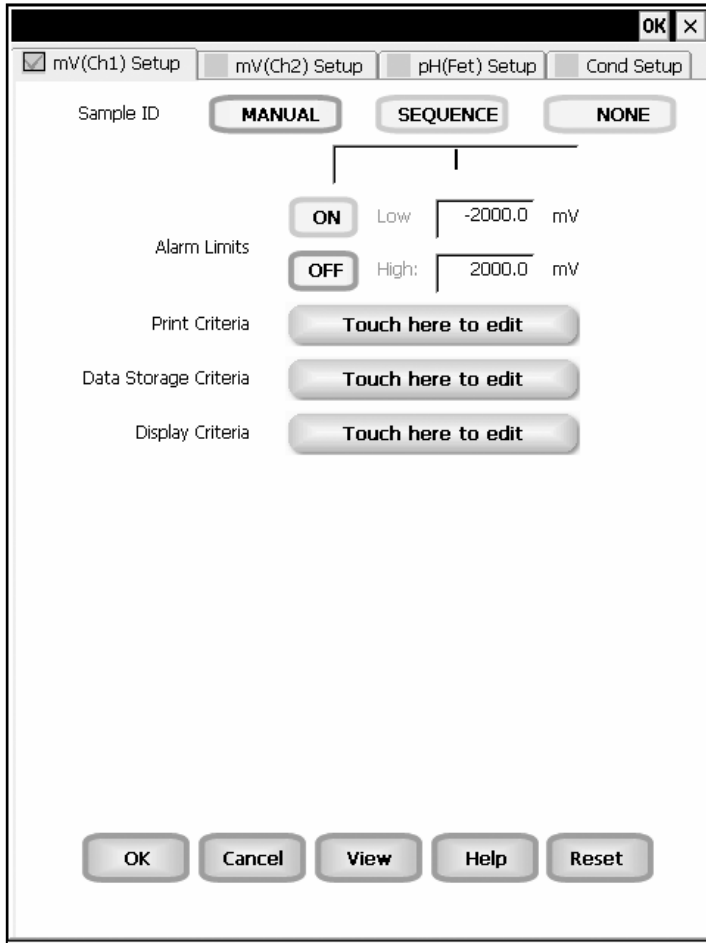 OK ×
mV(Ch1) Setup mV(Ch2) Setup pH(Fet) Setup Cond Setup
Sample ID MANUAL SEQUENCE NONE
ON Low -2000.0 mV
Alarm Limits
OFF High: 2000.0 mV
Print Criteria Touch here to edit
Data Storage Criteria Touch here to edit
Display Criteria Touch here to edit
OK Cancel View Help Reset